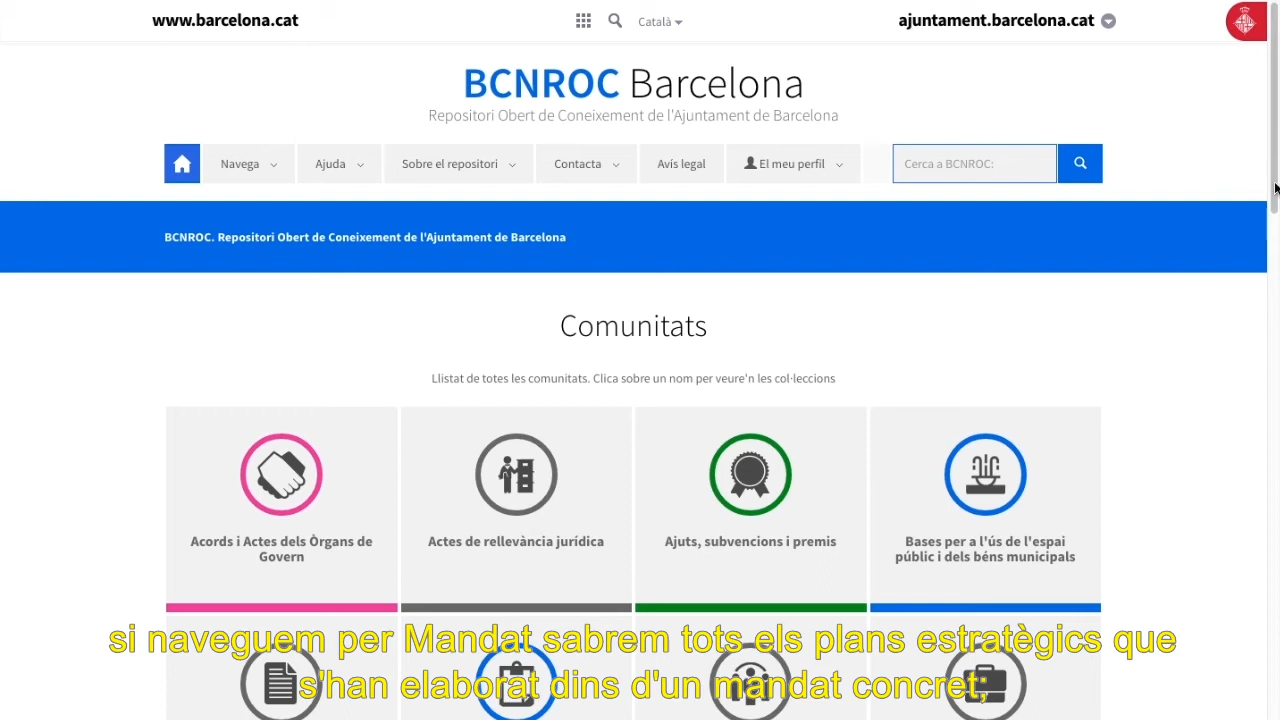 www.barcelona.cat
Català
ajuntament.barcelona.cat
BCNROC Barcelona
Repositori Obert de Coneixement de l'Ajuntament de Barcelona
Navega
Ajuda
Sobre el repositori
Contacta
Avís legal
El meu perfil
Cerca a BCNROC:
BCNROC. Repositori Obert de Coneixement de l'Ajuntament de Barcelona
Comunitats
Llistat de totes les comunitats. Clica sobre un nom per veure'n les col·leccions
Acords i Actes dels Òrgans de
Govern
Actes de rellevància jurídica
Ajuts, subvencions i premis
Bases per a l'ús de l'espai
públic i dels béns municipals
si naveguem per Mandat sabrem tots els plans estratègics que
s'han elaborat dins d'un mandat concret;